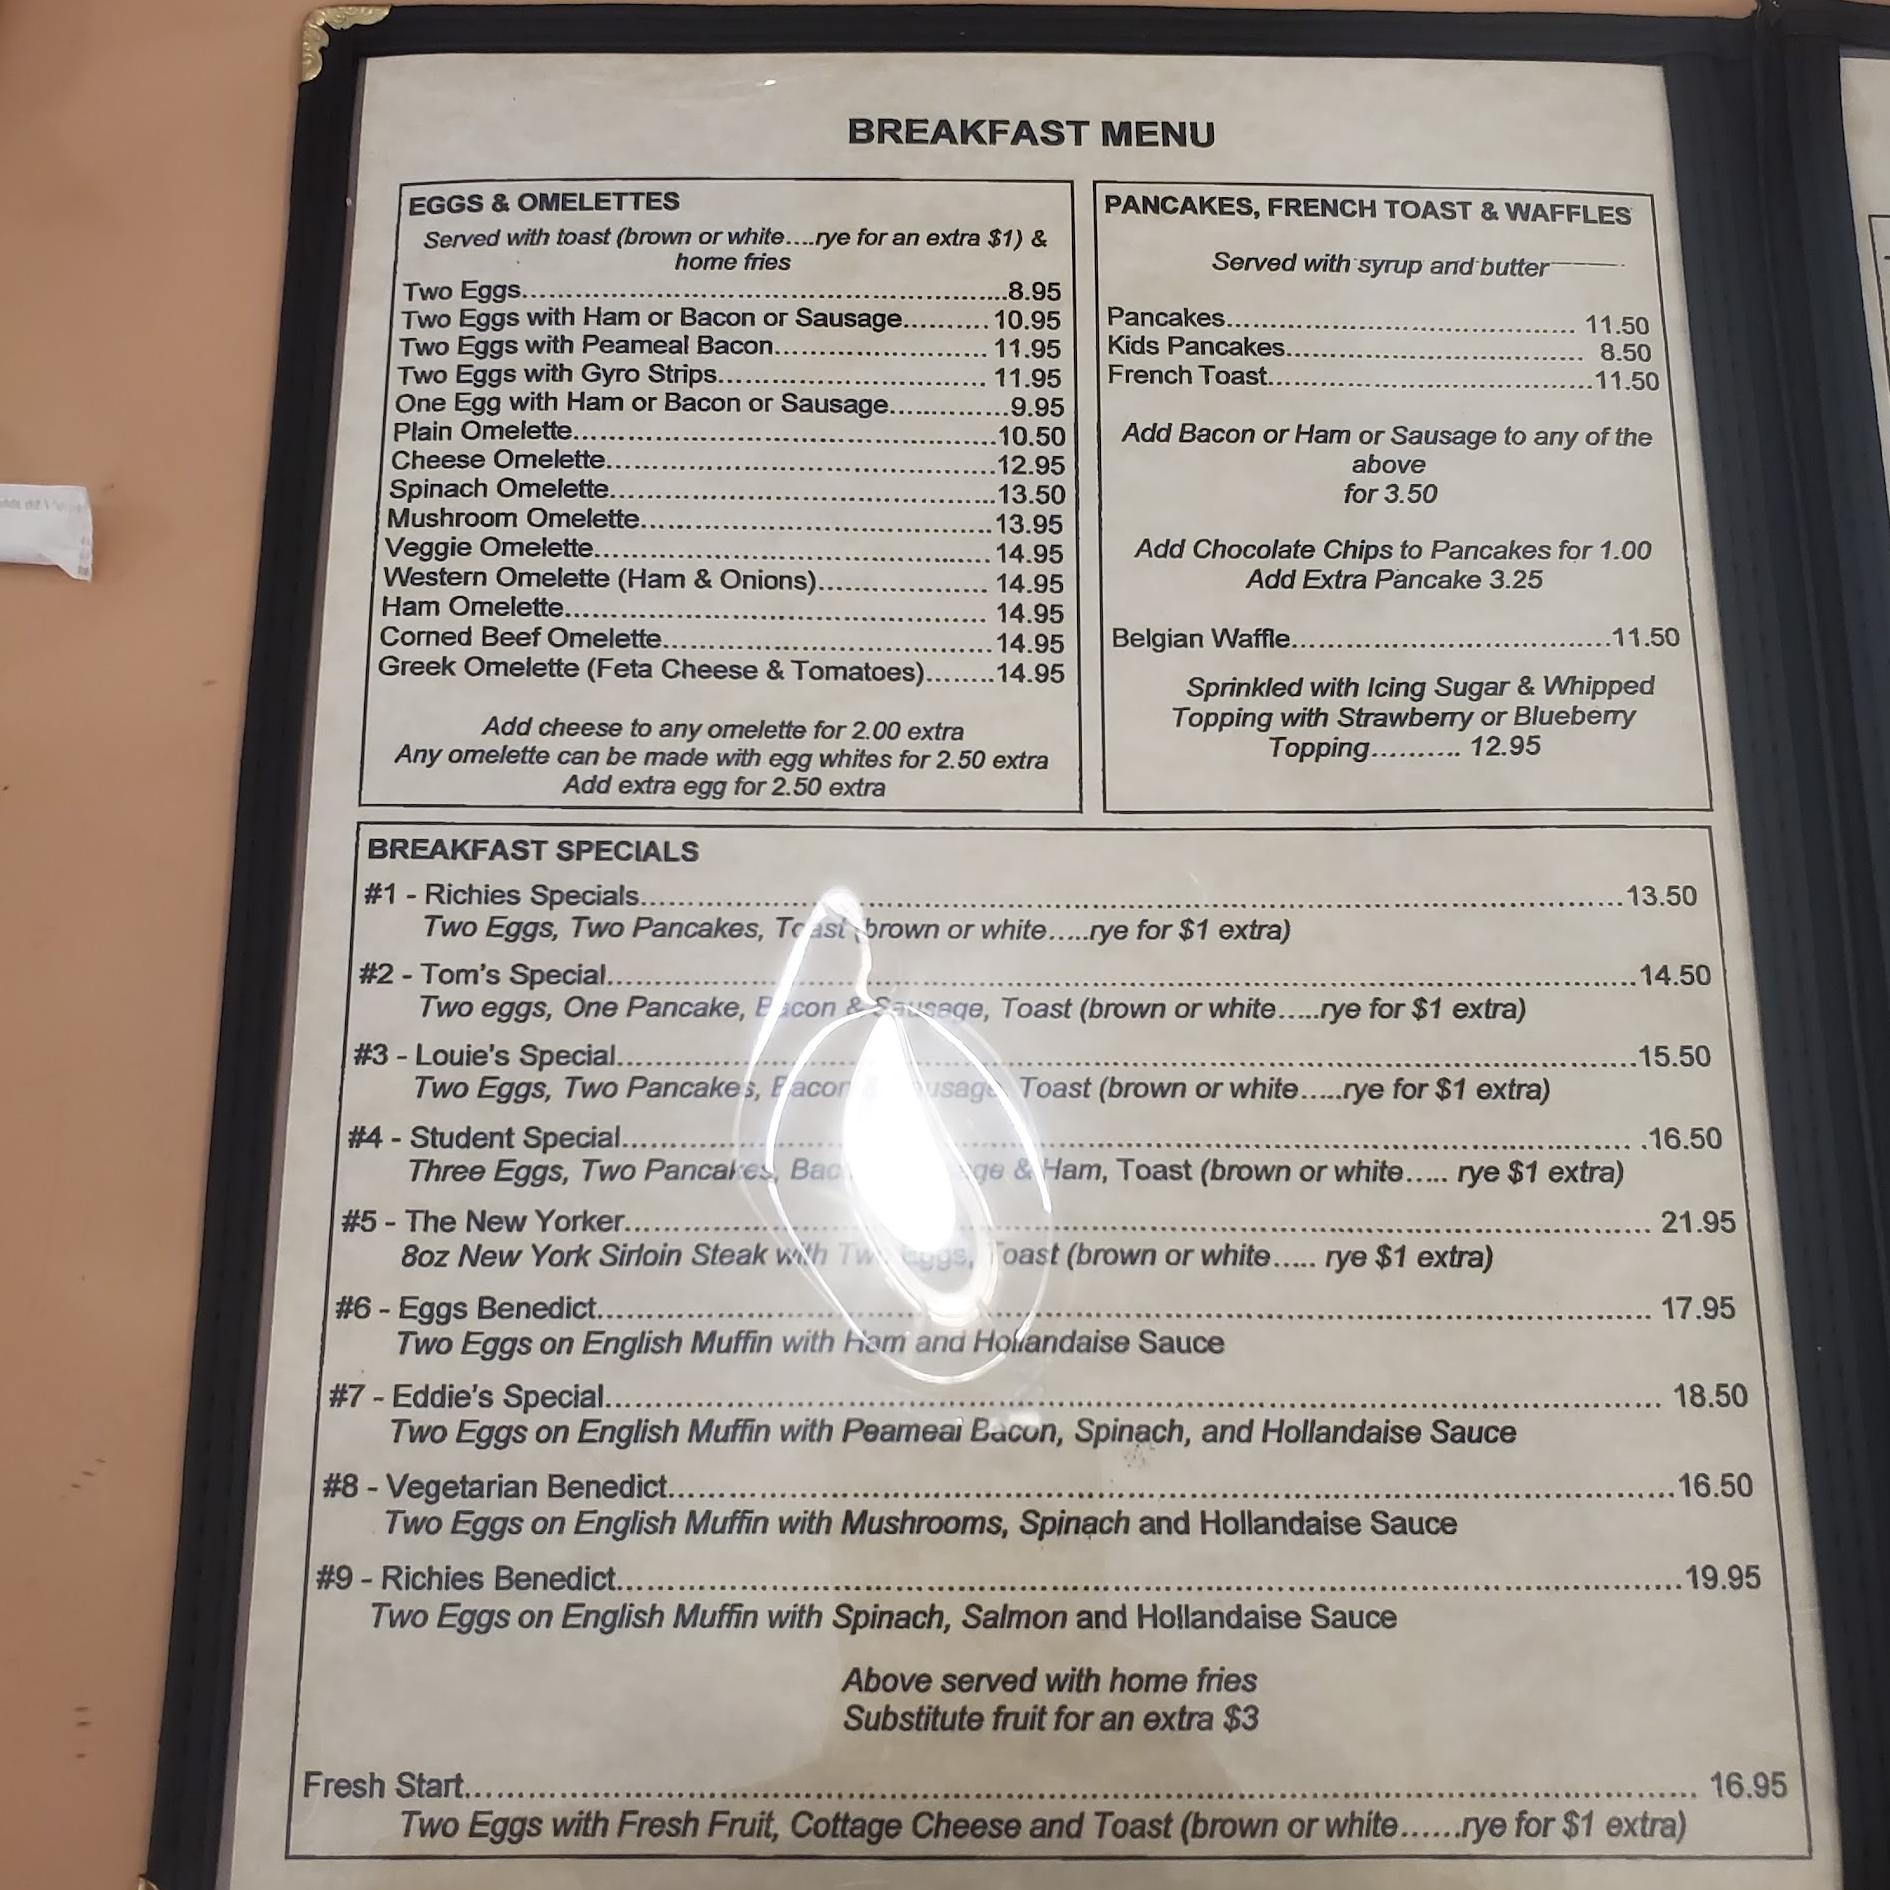 BREAKFAST MENU
EGGS & OMELETTES
Served with toast (brown or white....rye for an extra $1) &
home fries
Two Eggs..........8.95
Two Eggs with Ham or Bacon or Sausage..........10.95
Two Eggs with Peameal Bacon..........11.95
Two Eggs with Gyro Strips..........11.95
One Egg with Ham or Bacon or Sausage..........9.95
Plain Omelette..........10.50
Cheese Omelette..........12.95
Spinach Omelette..........13.50
Mushroom Omelette..........13.95
Veggie Omelette..........14.95
Western Omelette (Ham & Onions)..........14.95
Ham Omelette..........14.95
Corned Beef Omelette..........14.95
Greek Omelette (Feta Cheese & Tomatoes)........14.95
Add cheese to any omelette for 2.00 extra
Any omelette can be made with egg whites for 2.50 extra
Add extra egg for 2.50 extra
PANCAKES, FRENCH TOAST & WAFFLES
Served with syrup and butter
Pancakes..........11.50
Kids Pancakes..........8.50
French Toast..........11.50
Add Bacon or Ham or Sausage to any of the
above
for 3.50
Add Chocolate Chips to Pancakes for 1.00
Add Extra Pancake 3.25
Belgian Waffle..........11.50
Sprinkled with Icing Sugar & Whipped
Topping with Strawberry or Blueberry
Topping.......... 12.95
BREAKFAST SPECIALS
#1 - Richies Specials..........13.50
Two Eggs, Two Pancakes, Toast (brown or white.....rye for $1 extra)
#2 - Tom's Special..........14.50
Two eggs, One Pancake, Bacon & Sausage, Toast (brown or white.....rye for $1 extra)
#3 - Louie's Special..........15.50
Two Eggs, Two Pancakes, Bacon & Sausage, Toast (brown or white.....rye for $1 extra)
#4 - Student Special..........16.50
Three Eggs, Two Pancakes, & Ham, Toast (brown or white..... rye $1 extra)
#5 - The New Yorker..........21.95
8oz New York Sirloin Steak with Two Eggs, Toast (brown or white..... rye $1 extra)
#6 - Eggs Benedict..........17.95
Two Eggs on English Muffin with Ham and Hollandaise Sauce
#7 - Eddie's Special..........18.50
Two Eggs on English Muffin with Peameal Bacon, Spinach, and Hollandaise Sauce
#8 - Vegetarian Benedict..........16.50
Two Eggs on English Muffin with Mushrooms, Spinach and Hollandaise Sauce
#9 - Richies Benedict..........19.95
Two Eggs on English Muffin with Spinach, Salmon and Hollandaise Sauce
Above served with home fries
Substitute fruit for an extra $3
Fresh Start..........16.95
Two Eggs with Fresh Fruit, Cottage Cheese and Toast (brown or white......rye for $1 extra)